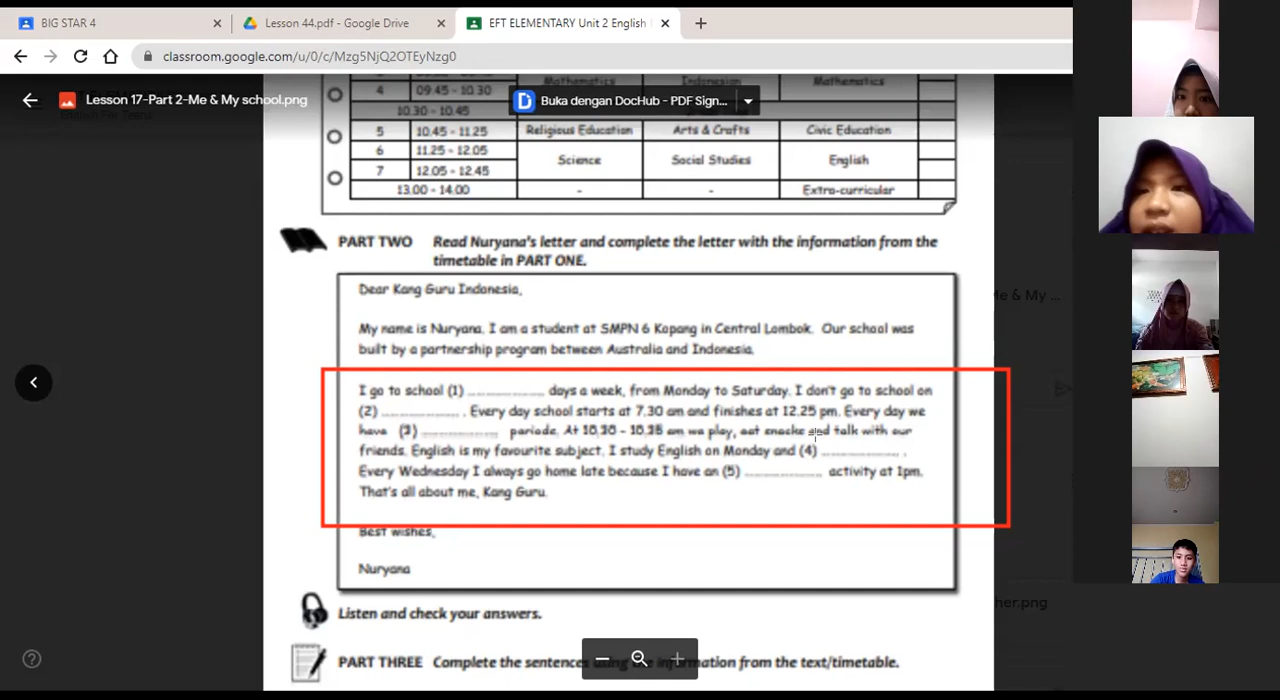 BIG STAR 4
Lesson 44.pdf - Google Drive
EFT ELEMENTARY Unit 2 English
classroom.google.com/u/0/c/Mzg5NjQ2OTEyNzg0
Lesson 17-Part 2-Me & My school.png
Buka dengan DocHub - PDF Sign...
Mathematics Indonesian Mathematics
4 09.45 - 10.30
10.30 - 10.45
5 10.45 - 11.25 Religious Education Arts & Crafts Civic Education
6 11.25 - 12.05
Science Social Studies English
7 12.05 - 12.45
13.00 - 14.00 - - Extra-curricular
PART TWO Read Nuryana's letter and complete the letter with the information from the
timetable in PART ONE.
Dear Kang Guru Indonesia,
My name is Nuryana. I am a student at SMPN 6 Kopang in Central Lombok. Our school was
built by a partnership program between Australia and Indonesia.
I go to school (1) .................... days a week, from Monday to Saturday. I don't go to school on
(2) .................... . Every day school starts at 7.30 am and finishes at 12.25 pm. Every day we
have (3) .................... periods. At 10.30 - 10.35 am we play, eat snacks and talk with our
friends. English is my favourite subject. I study English on Monday and (4) .................... .
Every Wednesday I always go home late because I have an (5) .................... activity at 1pm.
That's all about me, Kang Guru.
Best wishes,
Nuryana
Listen and check your answers.
PART THREE Complete the sentences using the information from the text/timetable.
Me & My ...
her.png